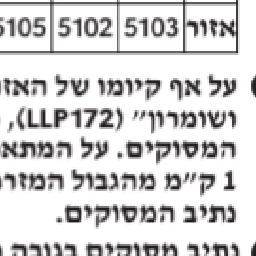 אזור 5103 5102 5105
על אף קיומו של האזו
ושומרון" (LLP172),
המסוקים. על המתא
1 ק"מ מהגבול המזר
נתיב המסוקים.
נתיב מסוקים בגובה